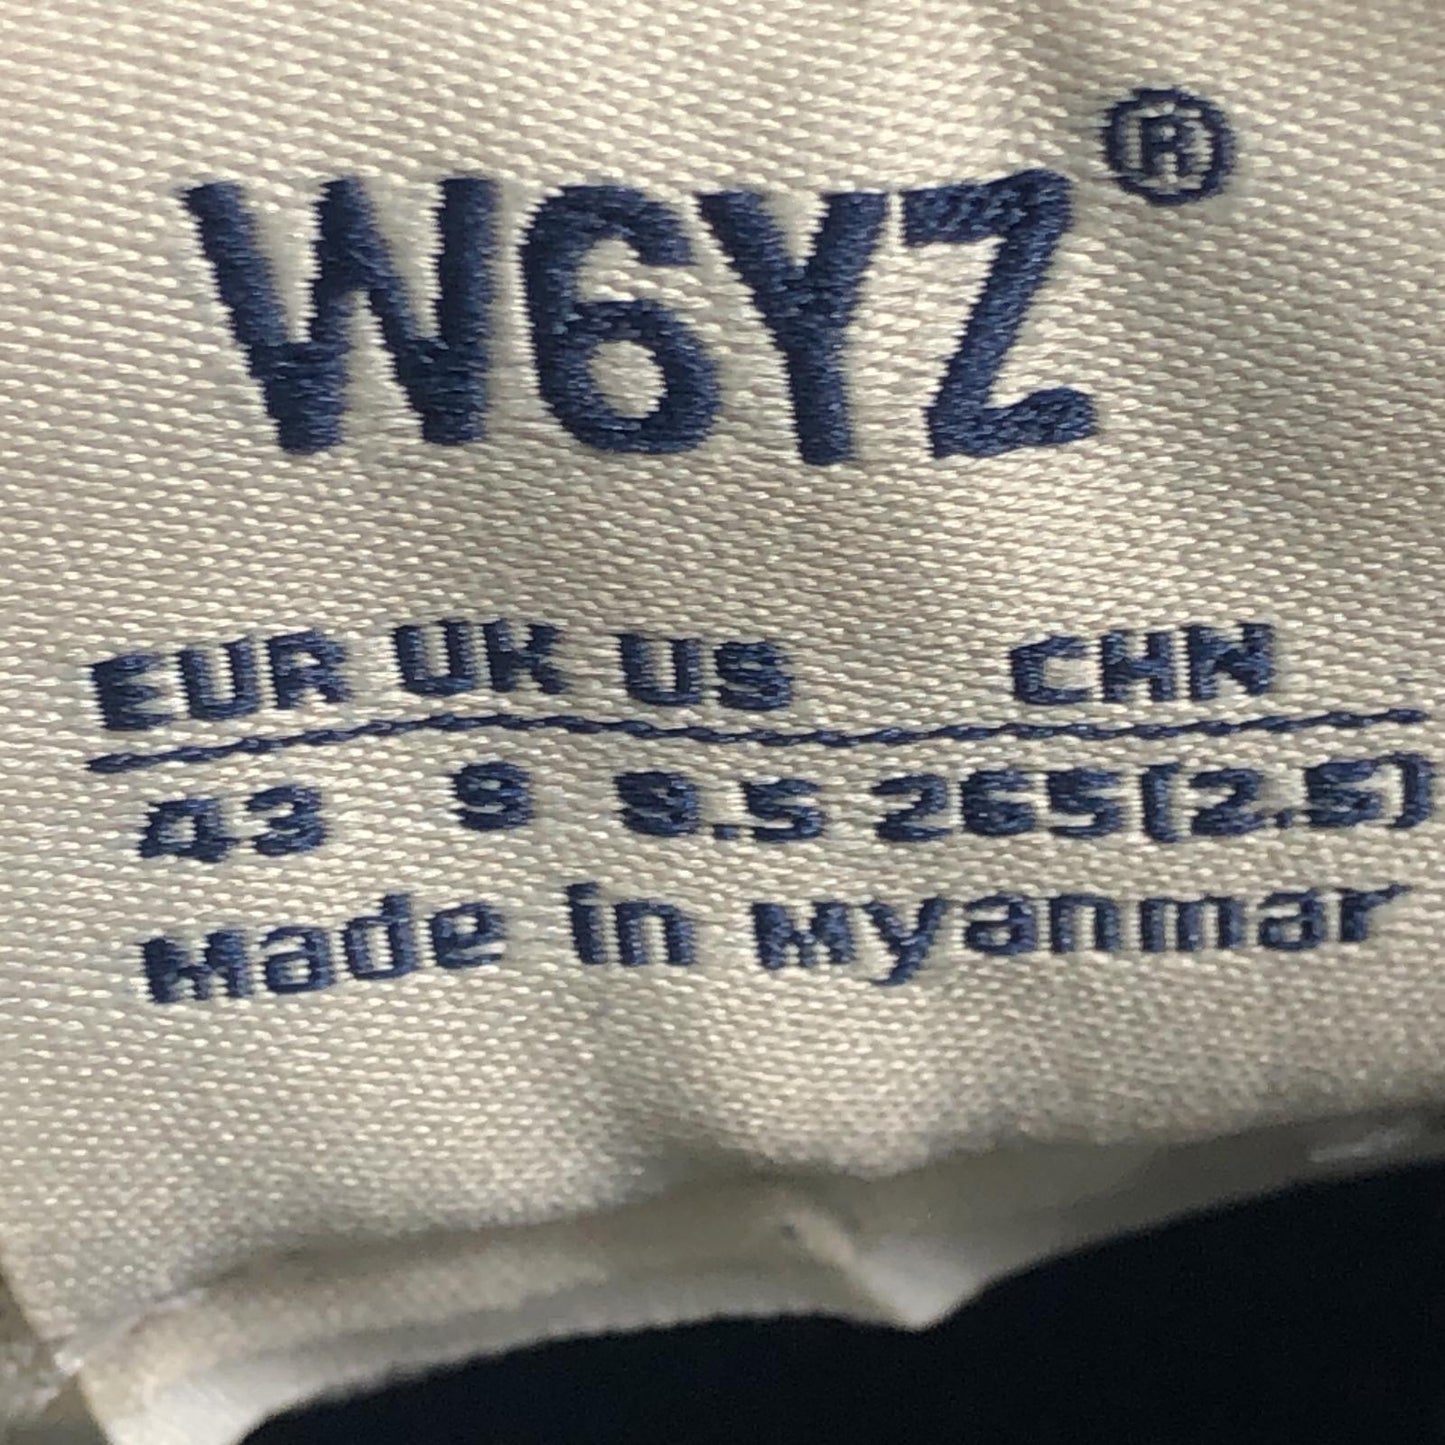 W6YZ®
EUR UK US CHN
43 9 9.5 265(2.5)
Made in Myanmar